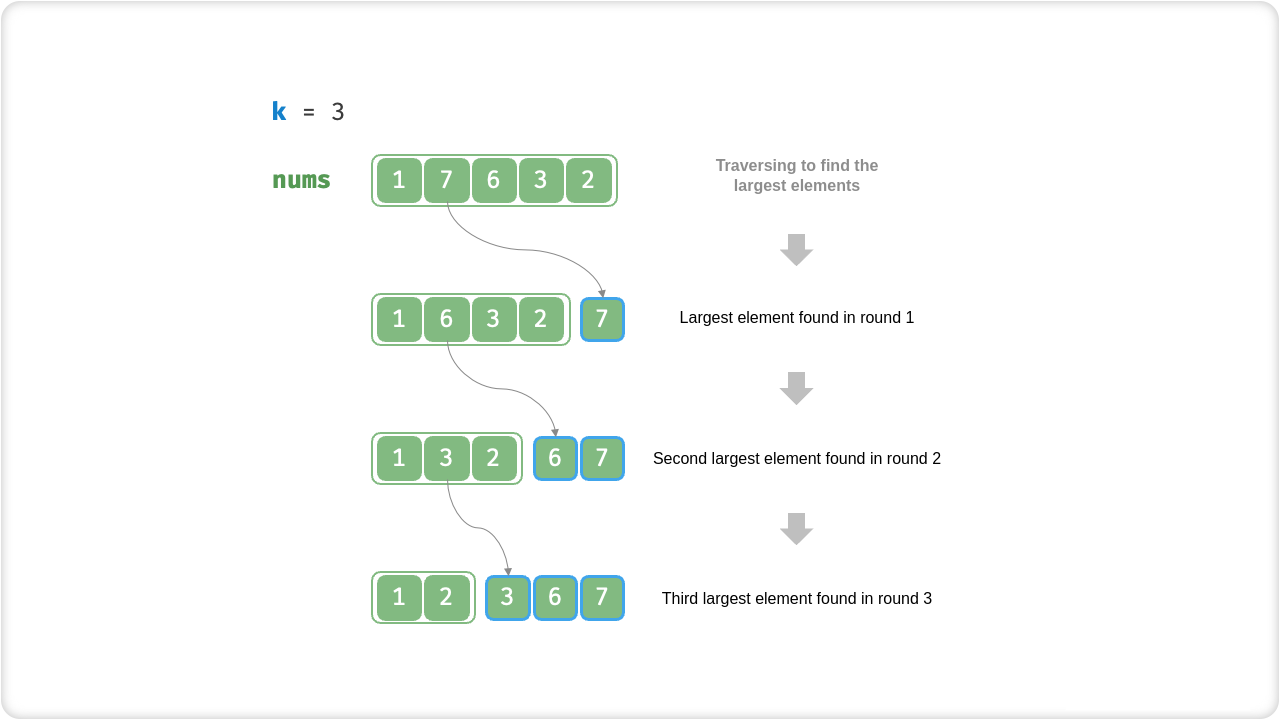 k = 3
nums 1 7 6 3 2
Traversing to find the
largest elements
1 6 3 2 7 Largest element found in round 1
1 3 2 6 7 Second largest element found in round 2
1 2 3 6 7 Third largest element found in round 3